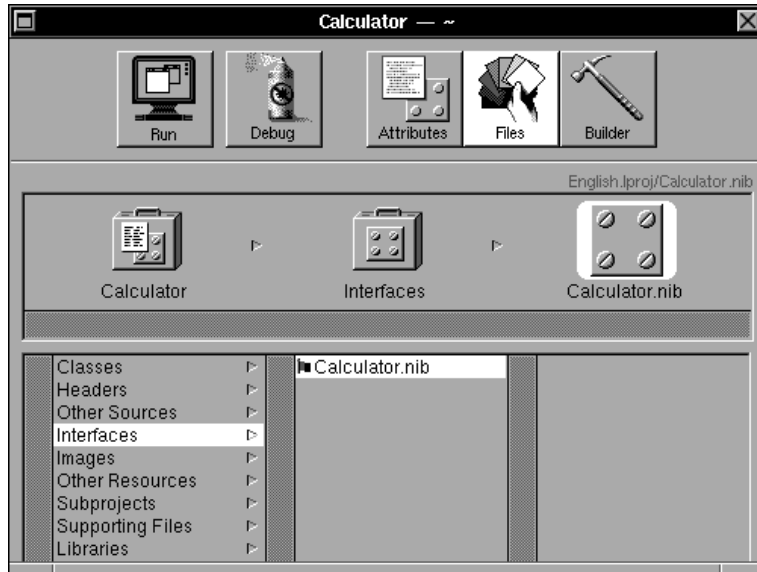 Calculator — ~
Run Debug Attributes Files Builder
English.lproj/Calculator.nib
Calculator Interfaces Calculator.nib
Classes Calculator.nib
Headers
Other Sources
Interfaces
Images
Other Resources
Subprojects
Supporting Files
Libraries